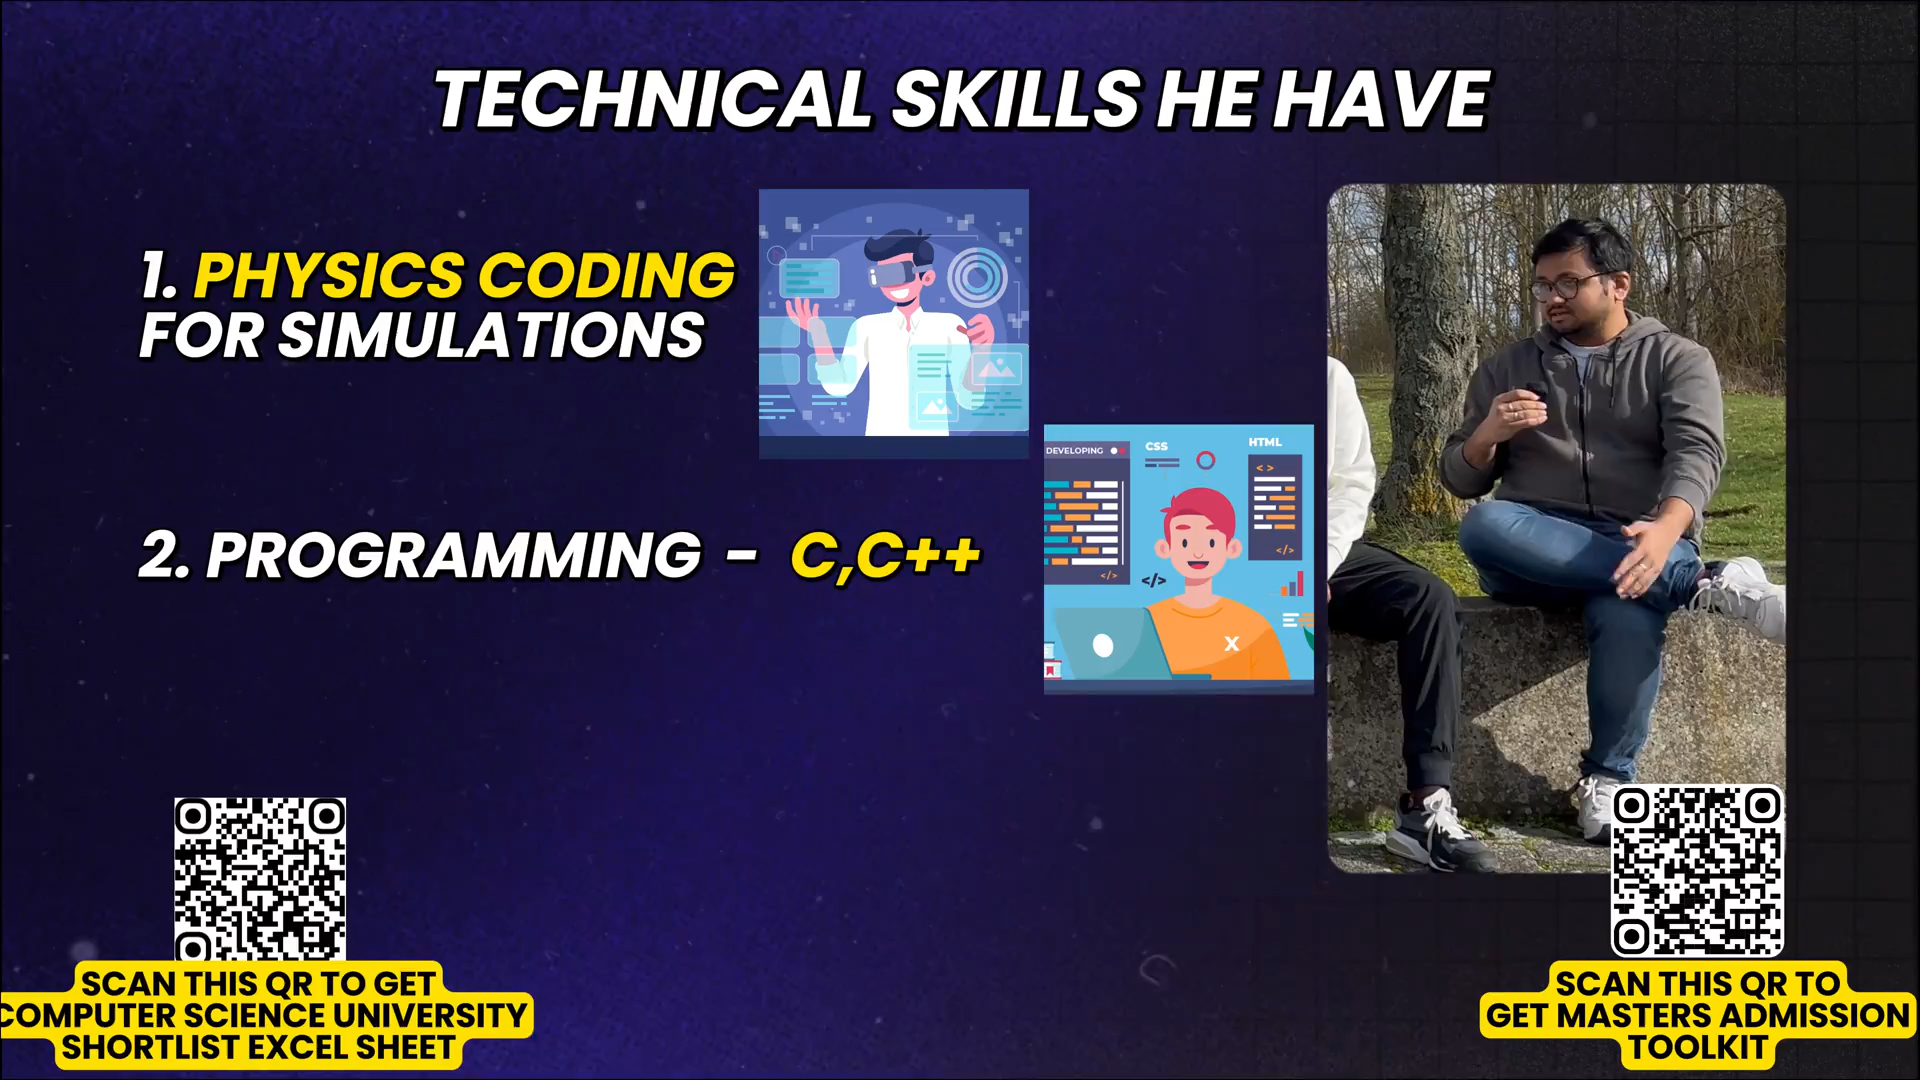 TECHNICAL SKILLS HE HAVE
1. PHYSICS CODING
FOR SIMULATIONS
DEVELOPING
CSS
HTML
< >
</>
</>
</>
2. PROGRAMMING - C,C++
X
SCAN THIS QR TO GET
COMPUTER SCIENCE UNIVERSITY
SHORTLIST EXCEL SHEET
SCAN THIS QR TO
GET MASTERS ADMISSION
TOOLKIT